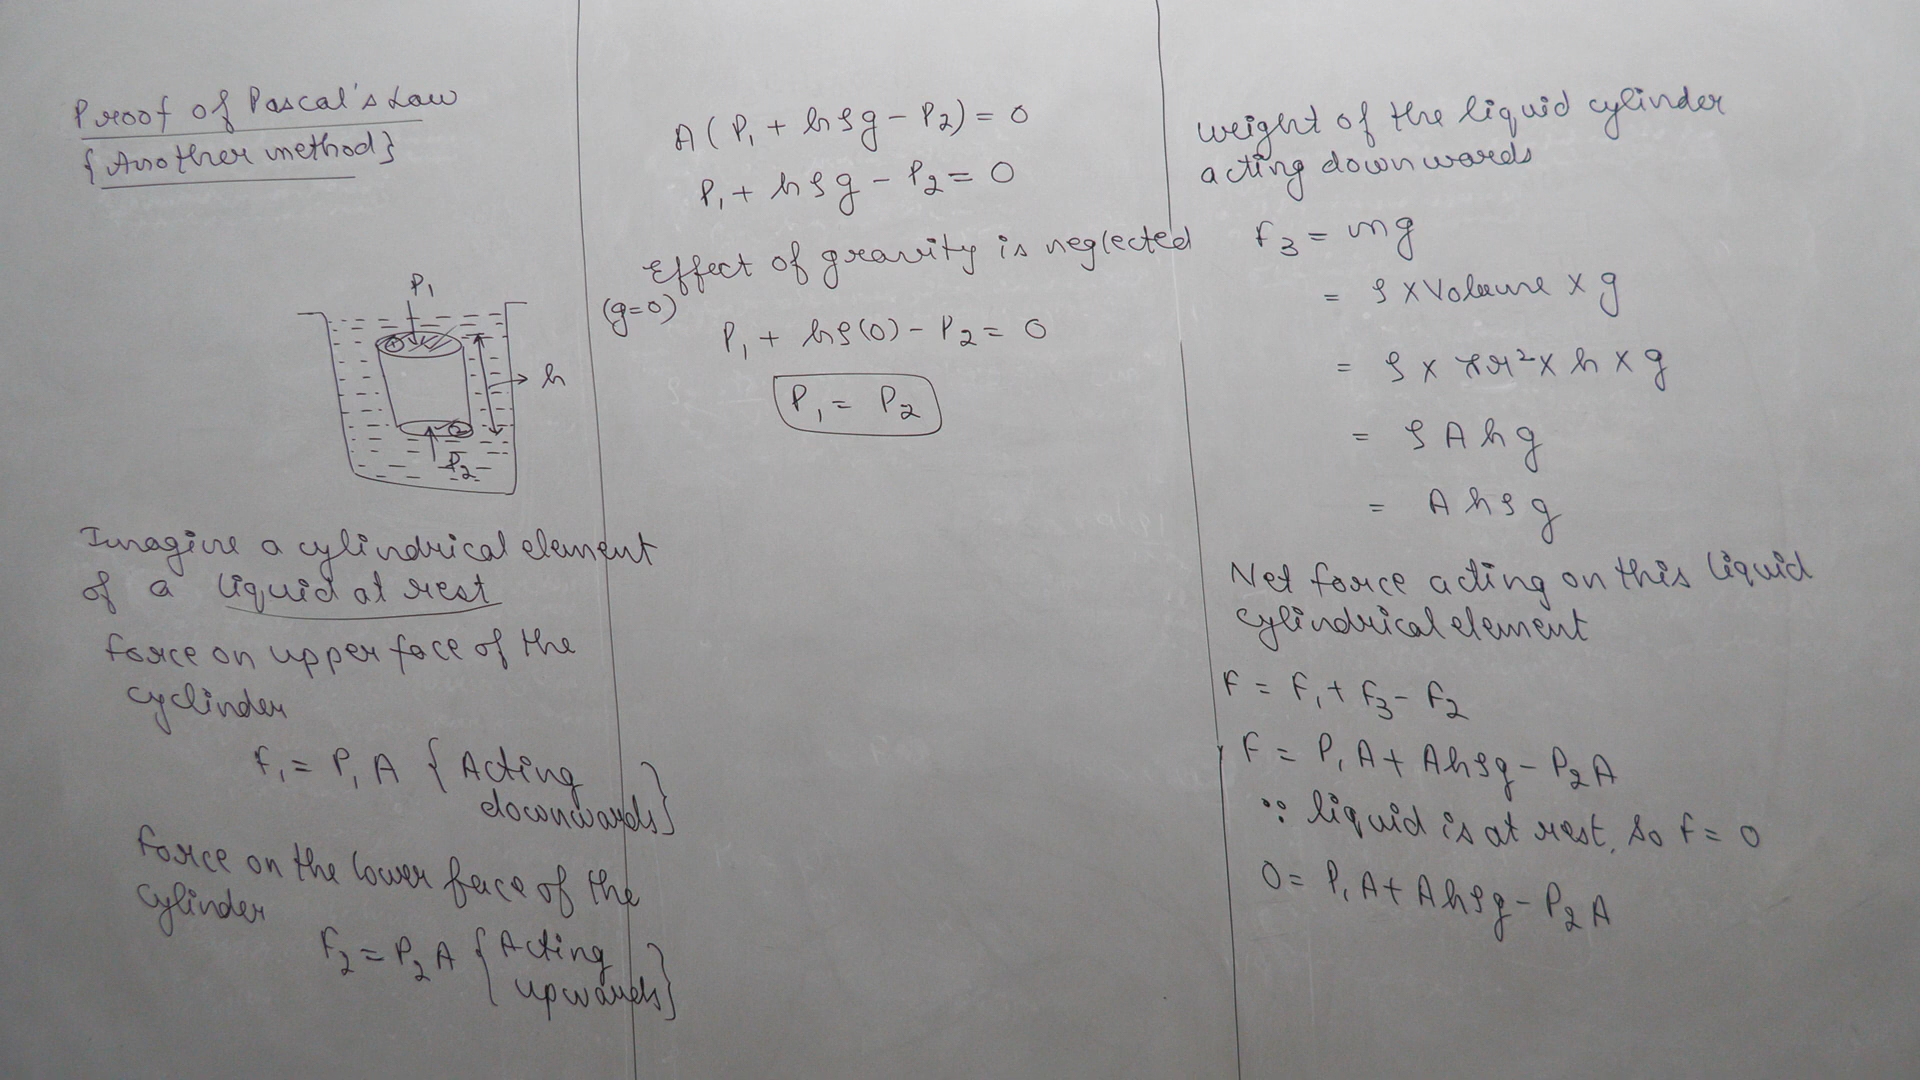 Proof of Pascal's Law
{Another method}
P₁
h
P₂
Imagine a cylindrical element
of a liquid at rest
force on upper face of the
cyclinder
F₁ = P₁ A {Acting
downwards}
force on the lower face of the
cylinder
F₂ = P₂ A {Acting
upwards}
A (P₁ + hρg - P₂) = 0
P₁ + hρg - P₂ = 0
Effect of gravity is neglected
(g=0)
P₁ + hρ(0) - P₂ = 0
P₁ = P₂
weight of the liquid cylinder
acting downwards
F₃ = mg
= ρ x Volume x g
= ρ x πr² x h x g
= ρ A h g
= A h ρ g
Net force acting on this liquid
cylindrical element
F = F₁ + F₃ - F₂
F = P₁ A + A h ρ g - P₂ A
∵ liquid is at rest, so F = 0
0 = P₁ A + A h ρ g - P₂ A